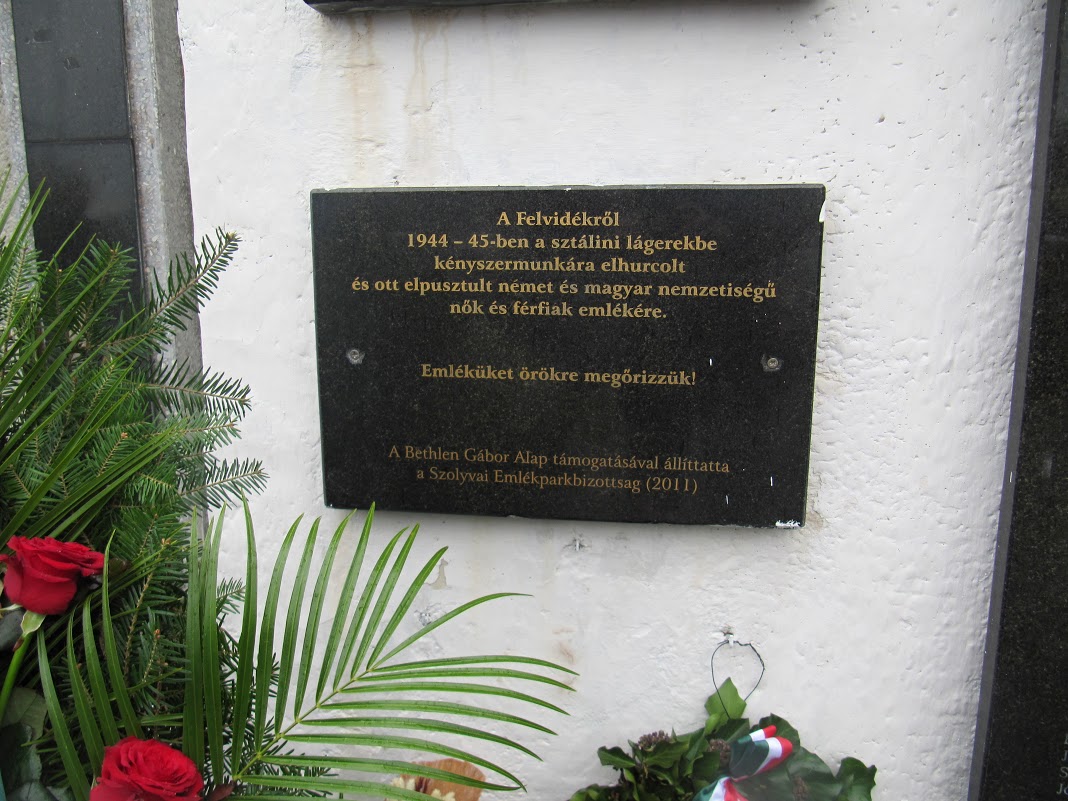 A Felvidékről
1944 – 45-ben a sztálini lágerekbe
kényszermunkára elhurcolt
és ott elpusztult német és magyar nemzetiségű
nők és férfiak emlékére.
Emléküket örökre megőrizzük!
A Bethlen Gábor Alap támogatásával állíttatta
a Szolyvai Emlékparkbizottsag (2011)